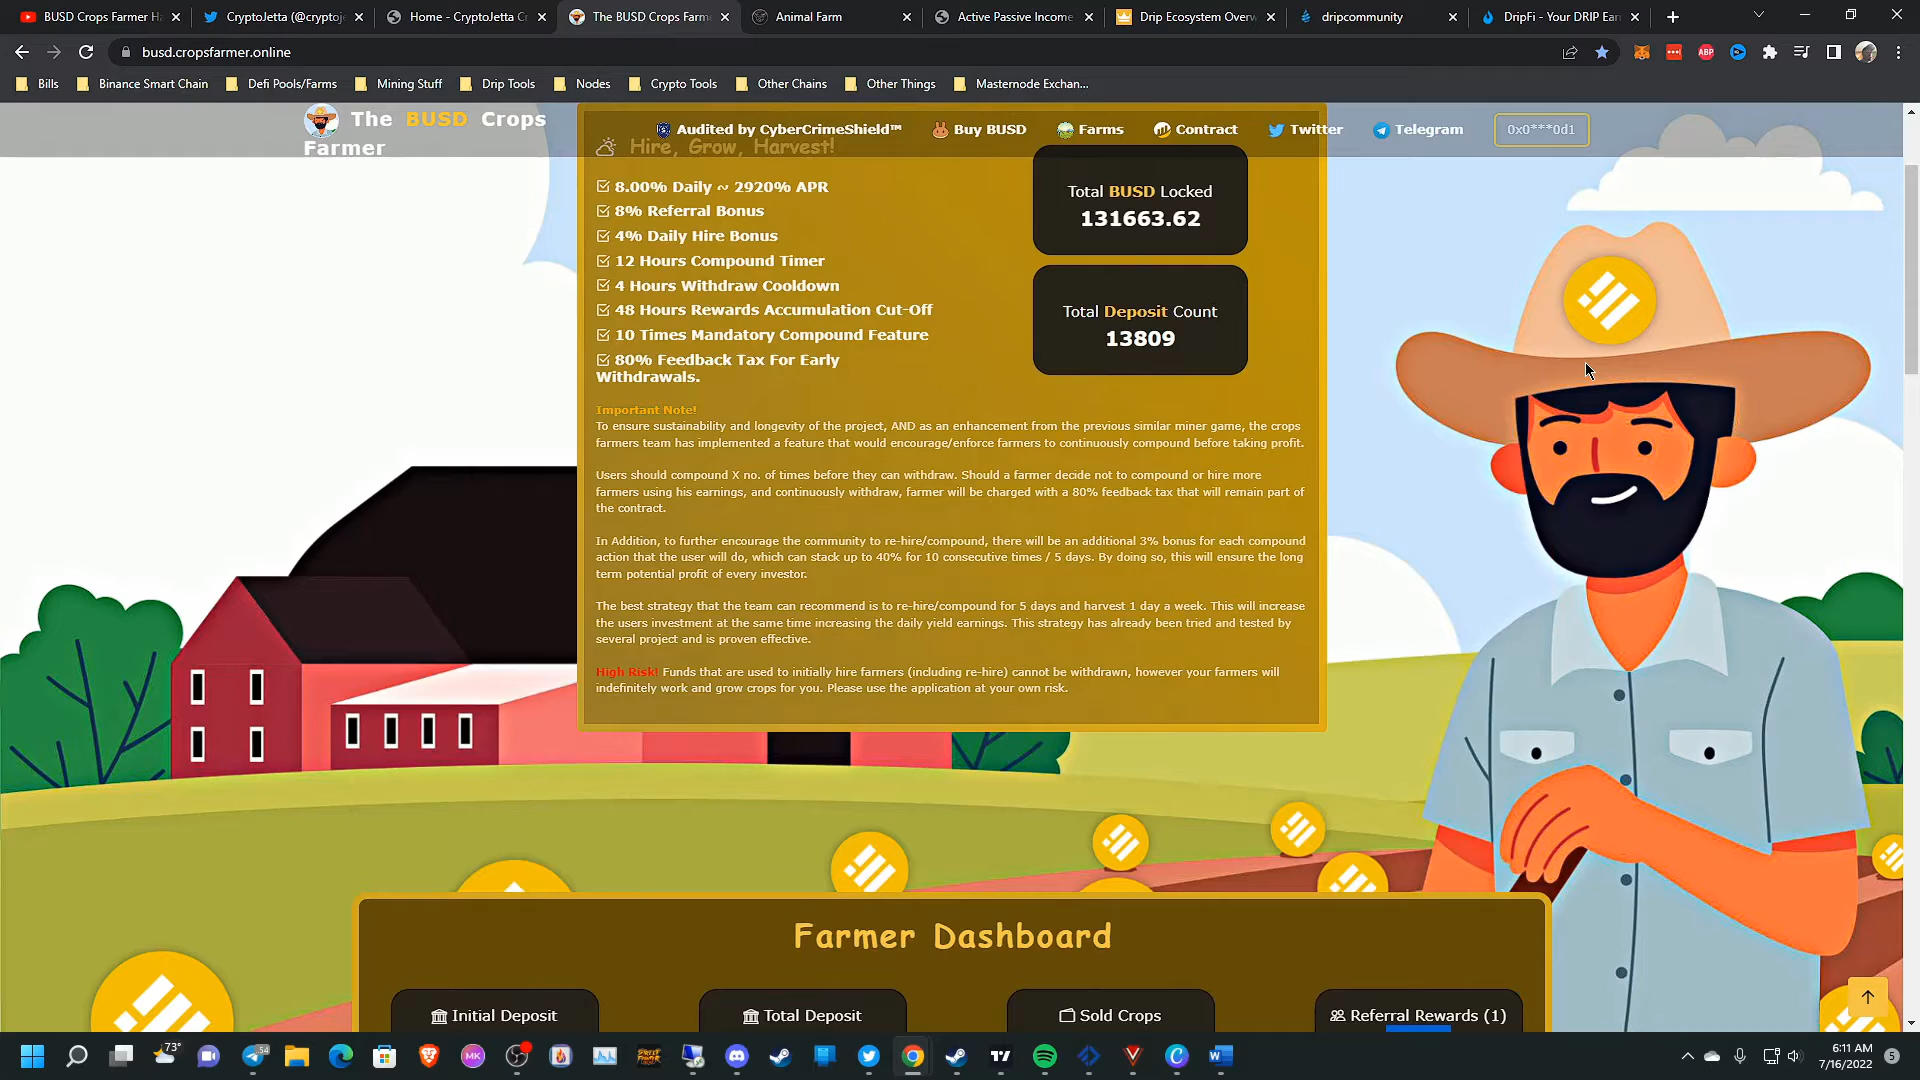 BUSD Crops Farmer Ha
CryptoJetta (@cryptoje
Home - CryptoJetta C
The BUSD Crops Farm
Animal Farm
Active Passive Income
Drip Ecosystem Overv
dripcommunity
DripFi - Your DRIP Ear
busd.cropsfarmer.online
ABP
Bills
Binance Smart Chain
Defi Pools/Farms
Mining Stuff
Drip Tools
Nodes
Crypto Tools
Other Chains
Other Things
Masternode Exchan...
The BUSD Crops
Farmer
Audited by CyberCrimeShield™
Buy BUSD
Farms
Contract
Twitter
Telegram
0x0***0d1
Hire, Grow, Harvest!
8.00% Daily ~ 2920% APR
8% Referral Bonus
4% Daily Hire Bonus
12 Hours Compound Timer
4 Hours Withdraw Cooldown
48 Hours Rewards Accumulation Cut-Off
10 Times Mandatory Compound Feature
80% Feedback Tax For Early
Withdrawals.
Total BUSD Locked
131663.62
Total Deposit Count
13809
Important Note!
To ensure sustainability and longevity of the project, AND as an enhancement from the previous similar miner game, the crops
farmers team has implemented a feature that would encourage/enforce farmers to continuously compound before taking profit.
Users should compound X no. of times before they can withdraw. Should a farmer decide not to compound or hire more
farmers using his earnings, and continuously withdraw, farmer will be charged with a 80% feedback tax that will remain part of
the contract.
In Addition, to further encourage the community to re-hire/compound, there will be an additional 3% bonus for each compound
action that the user will do, which can stack up to 40% for 10 consecutive times / 5 days. By doing so, this will ensure the long
term potential profit of every investor.
The best strategy that the team can recommend is to re-hire/compound for 5 days and harvest 1 day a week. This will increase
the users investment at the same time increasing the daily yield earnings. This strategy has already been tried and tested by
several project and is proven effective.
High Risk! Funds that are used to initially hire farmers (including re-hire) cannot be withdrawn, however your farmers will
indefinitely work and grow crops for you. Please use the application at your own risk.
Farmer Dashboard
Initial Deposit
Total Deposit
Sold Crops
Referral Rewards (1)
73°
54
MK
6:11 AM
7/16/2022
5